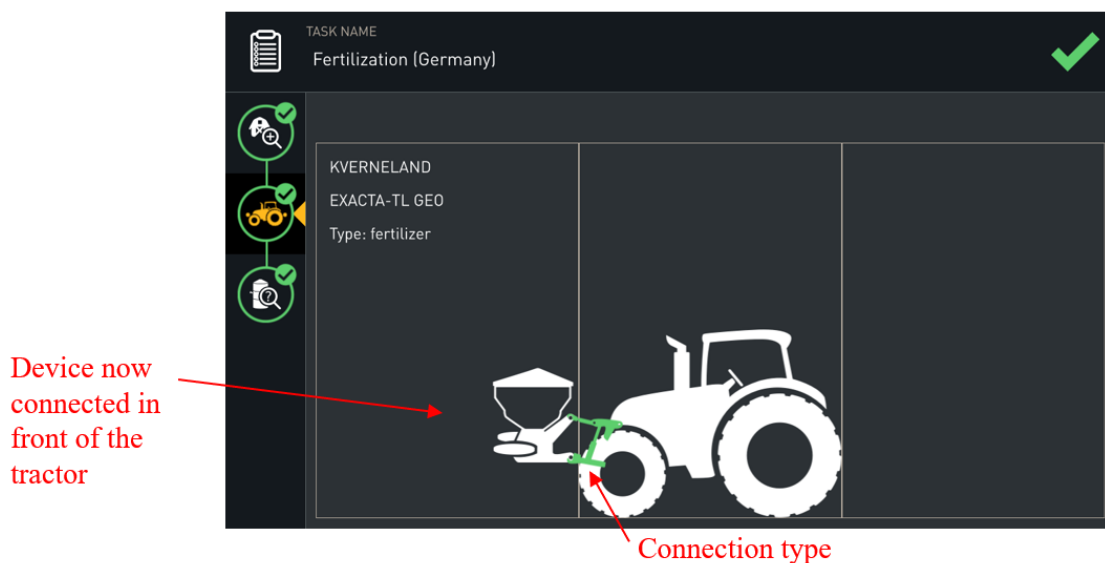 TASK NAME
Fertilization (Germany)
KVERNELAND
EXACTA-TL GEO
Type: fertilizer
Device now
connected in
front of the
tractor
Connection type